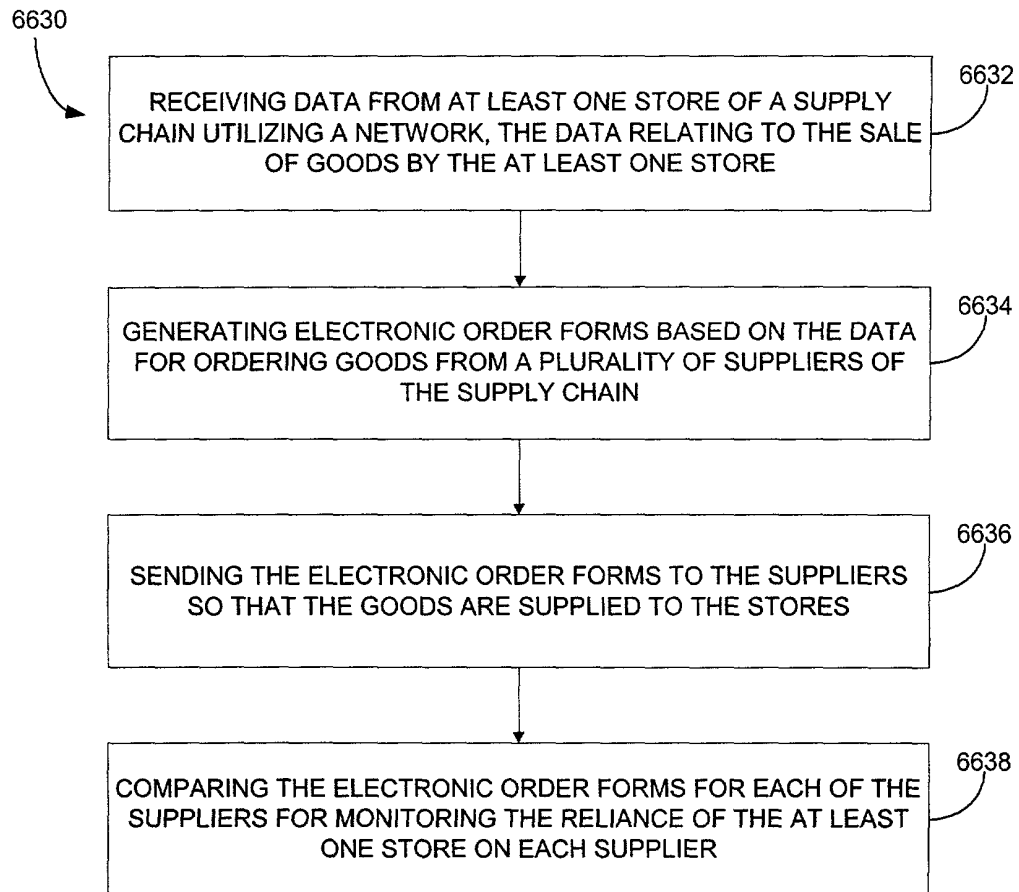 6630
6632
RECEIVING DATA FROM AT LEAST ONE STORE OF A SUPPLY
CHAIN UTILIZING A NETWORK, THE DATA RELATING TO THE SALE
OF GOODS BY THE AT LEAST ONE STORE
6634
GENERATING ELECTRONIC ORDER FORMS BASED ON THE DATA
FOR ORDERING GOODS FROM A PLURALITY OF SUPPLIERS OF
THE SUPPLY CHAIN
6636
SENDING THE ELECTRONIC ORDER FORMS TO THE SUPPLIERS
SO THAT THE GOODS ARE SUPPLIED TO THE STORES
6638
COMPARING THE ELECTRONIC ORDER FORMS FOR EACH OF THE
SUPPLIERS FOR MONITORING THE RELIANCE OF THE AT LEAST
ONE STORE ON EACH SUPPLIER